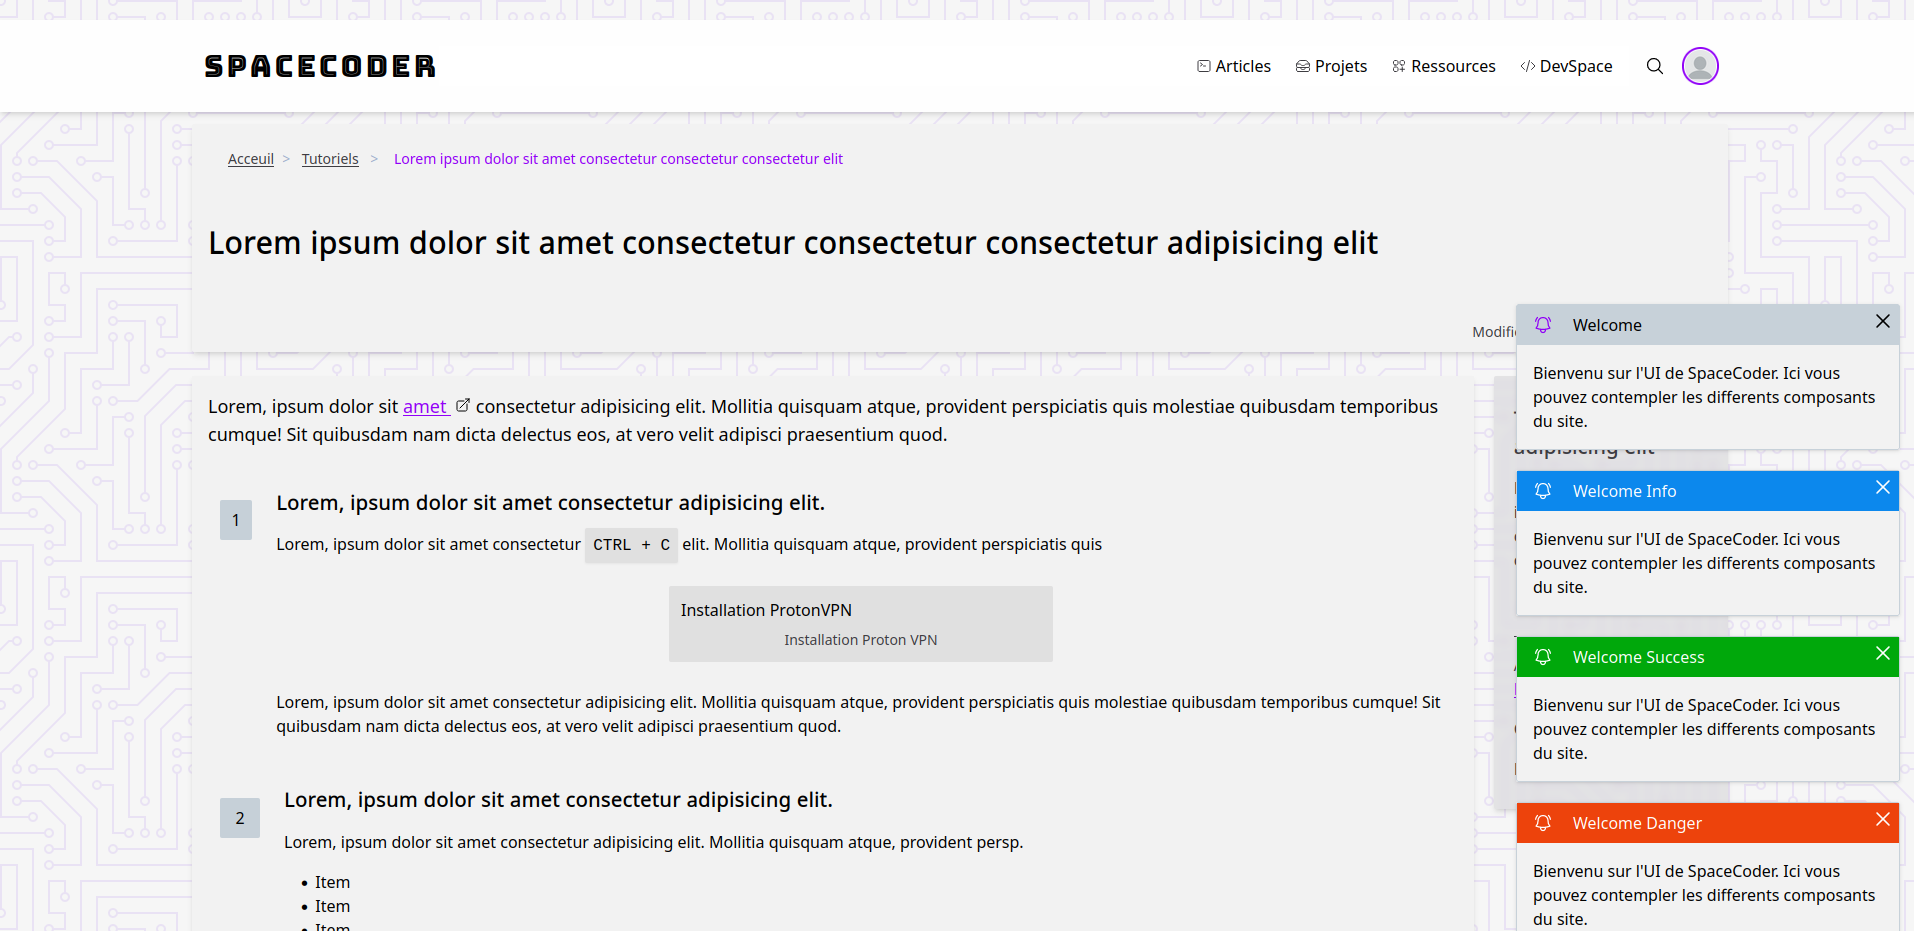 SPACECODER
Articles Projets Ressources DevSpace
Acceuil > Tutoriels > Lorem ipsum dolor sit amet consectetur consectetur consectetur elit
Lorem ipsum dolor sit amet consectetur consectetur consectetur adipisicing elit
Lorem, ipsum dolor sit amet consectetur adipisicing elit. Mollitia quisquam atque, provident perspiciatis quis molestiae quibusdam temporibus
cumque! Sit quibusdam nam dicta delectus eos, at vero velit adipisci praesentium quod.
1
Lorem, ipsum dolor sit amet consectetur adipisicing elit.
Lorem, ipsum dolor sit amet consectetur CTRL + C elit. Mollitia quisquam atque, provident perspiciatis quis
Installation ProtonVPN
Installation Proton VPN
Lorem, ipsum dolor sit amet consectetur adipisicing elit. Mollitia quisquam atque, provident perspiciatis quis molestiae quibusdam temporibus cumque! Sit
quibusdam nam dicta delectus eos, at vero velit adipisci praesentium quod.
2
Lorem, ipsum dolor sit amet consectetur adipisicing elit.
Lorem, ipsum dolor sit amet consectetur adipisicing elit. Mollitia quisquam atque, provident persp.
• Item
• Item
• Item
Welcome
Bienvenu sur l'UI de SpaceCoder. Ici vous
pouvez contempler les differents composants
du site.
adipisicing elit
Welcome Info
Bienvenu sur l'UI de SpaceCoder. Ici vous
pouvez contempler les differents composants
du site.
Welcome Success
Bienvenu sur l'UI de SpaceCoder. Ici vous
pouvez contempler les differents composants
du site.
Welcome Danger
Bienvenu sur l'UI de SpaceCoder. Ici vous
pouvez contempler les differents composants
du site.